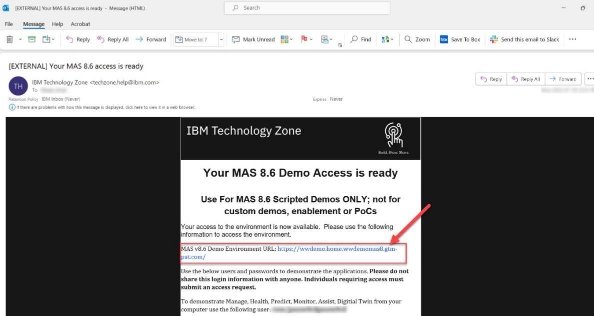 [EXTERNAL] Your MAS 8.6 access is ready - Message (HTML)
Search
File Message Help Acrobat
Reply Reply All Forward Move to: ? Mark Unread Find Zoom Save To Box Send this email to Slack
[EXTERNAL] Your MAS 8.6 access is ready
TH
IBM Technology Zone <techzone.help@ibm.com>
To
Reply Reply All Forward
Retention Policy IBM Inbox (Never) Expires Never
If there are problems with how this message is displayed, click here to view it in a web browser.
IBM Technology Zone
Build. Show. Share.
Your MAS 8.6 Demo Access is ready
Use For MAS 8.6 Scripted Demos ONLY; not for
custom demos, enablement or PoCs
Your access to the environment is now available. Please use the following
information to access the environment.
MAS v8.6 Demo Environment URL: https://wwdemo.home.wwdemomas8.gtm-
pat.com/
Use the below users and passwords to demonstrate the applications. Please do not
share this login information with anyone. Individuals requiring access must
submit an access request.
To demonstrate Manage, Health, Predict, Monitor, Assist, Digital Twin from your
computer use the following user: